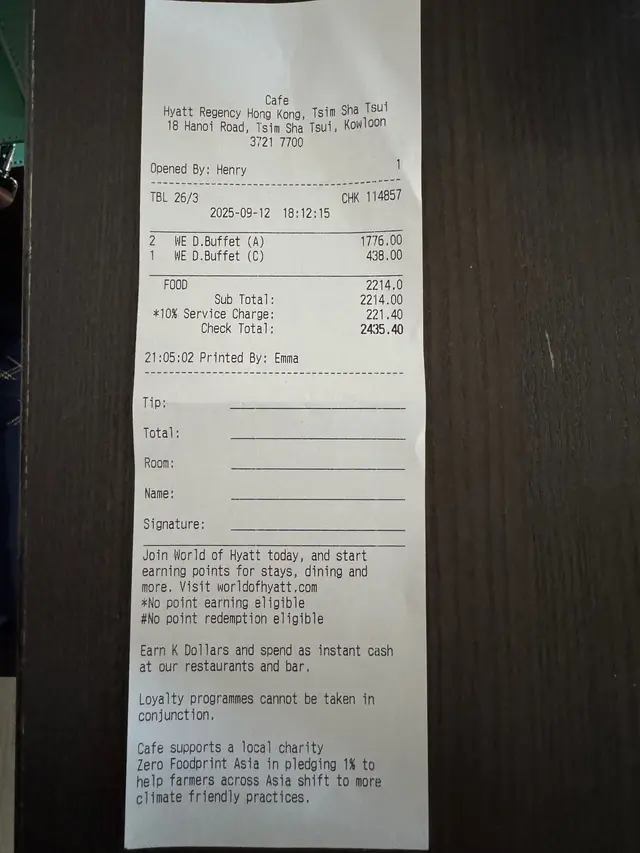 Cafe
Hyatt Regency Hong Kong, Tsim Sha Tsui
18 Hanoi Road, Tsim Sha Tsui, Kowloon
3721 7700
Opened By: Henry 1
TBL 26/3 CHK 114857
2025-09-12 18:12:15
2 WE D.Buffet (A) 1776.00
1 WE D.Buffet (C) 438.00
FOOD 2214.0
Sub Total: 2214.00
*10% Service Charge: 221.40
Check Total: 2435.40
21:05:02 Printed By: Emma
Tip:
Total:
Room:
Name:
Signature:
Join World of Hyatt today, and start
earning points for stays, dining and
more. Visit worldofhyatt.com
*No point earning eligible
#No point redemption eligible
Earn K Dollars and spend as instant cash
at our restaurants and bar.
Loyalty programmes cannot be taken in
conjunction.
Cafe supports a local charity
Zero Foodprint Asia in pledging 1% to
help farmers across Asia shift to more
climate friendly practices.